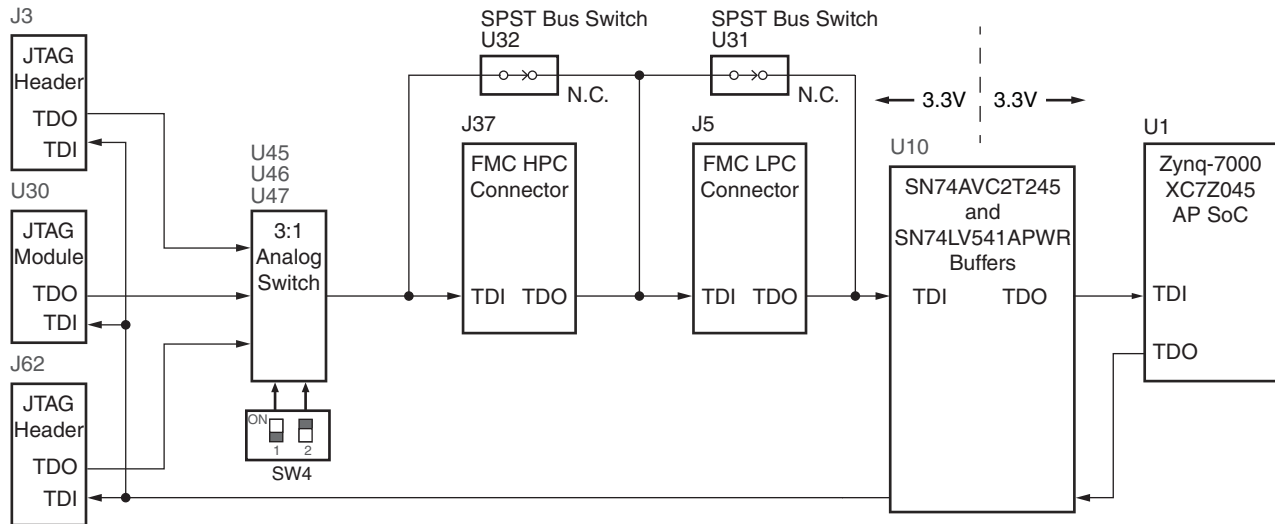 J3
JTAG
Header
TDO
TDI
U30
JTAG
Module
TDO
TDI
J62
JTAG
Header
TDO
TDI
U45
U46
U47
3:1
Analog
Switch
ON
1 2
SW4
SPST Bus Switch
U32
N.C.
J37
FMC HPC
Connector
TDI TDO
SPST Bus Switch
U31
N.C.
J5
FMC LPC
Connector
TDI TDO
3.3V 3.3V
U10
SN74AVC2T245
and
SN74LV541APWR
Buffers
TDI TDO
U1
Zynq-7000
XC7Z045
AP SoC
TDI
TDO